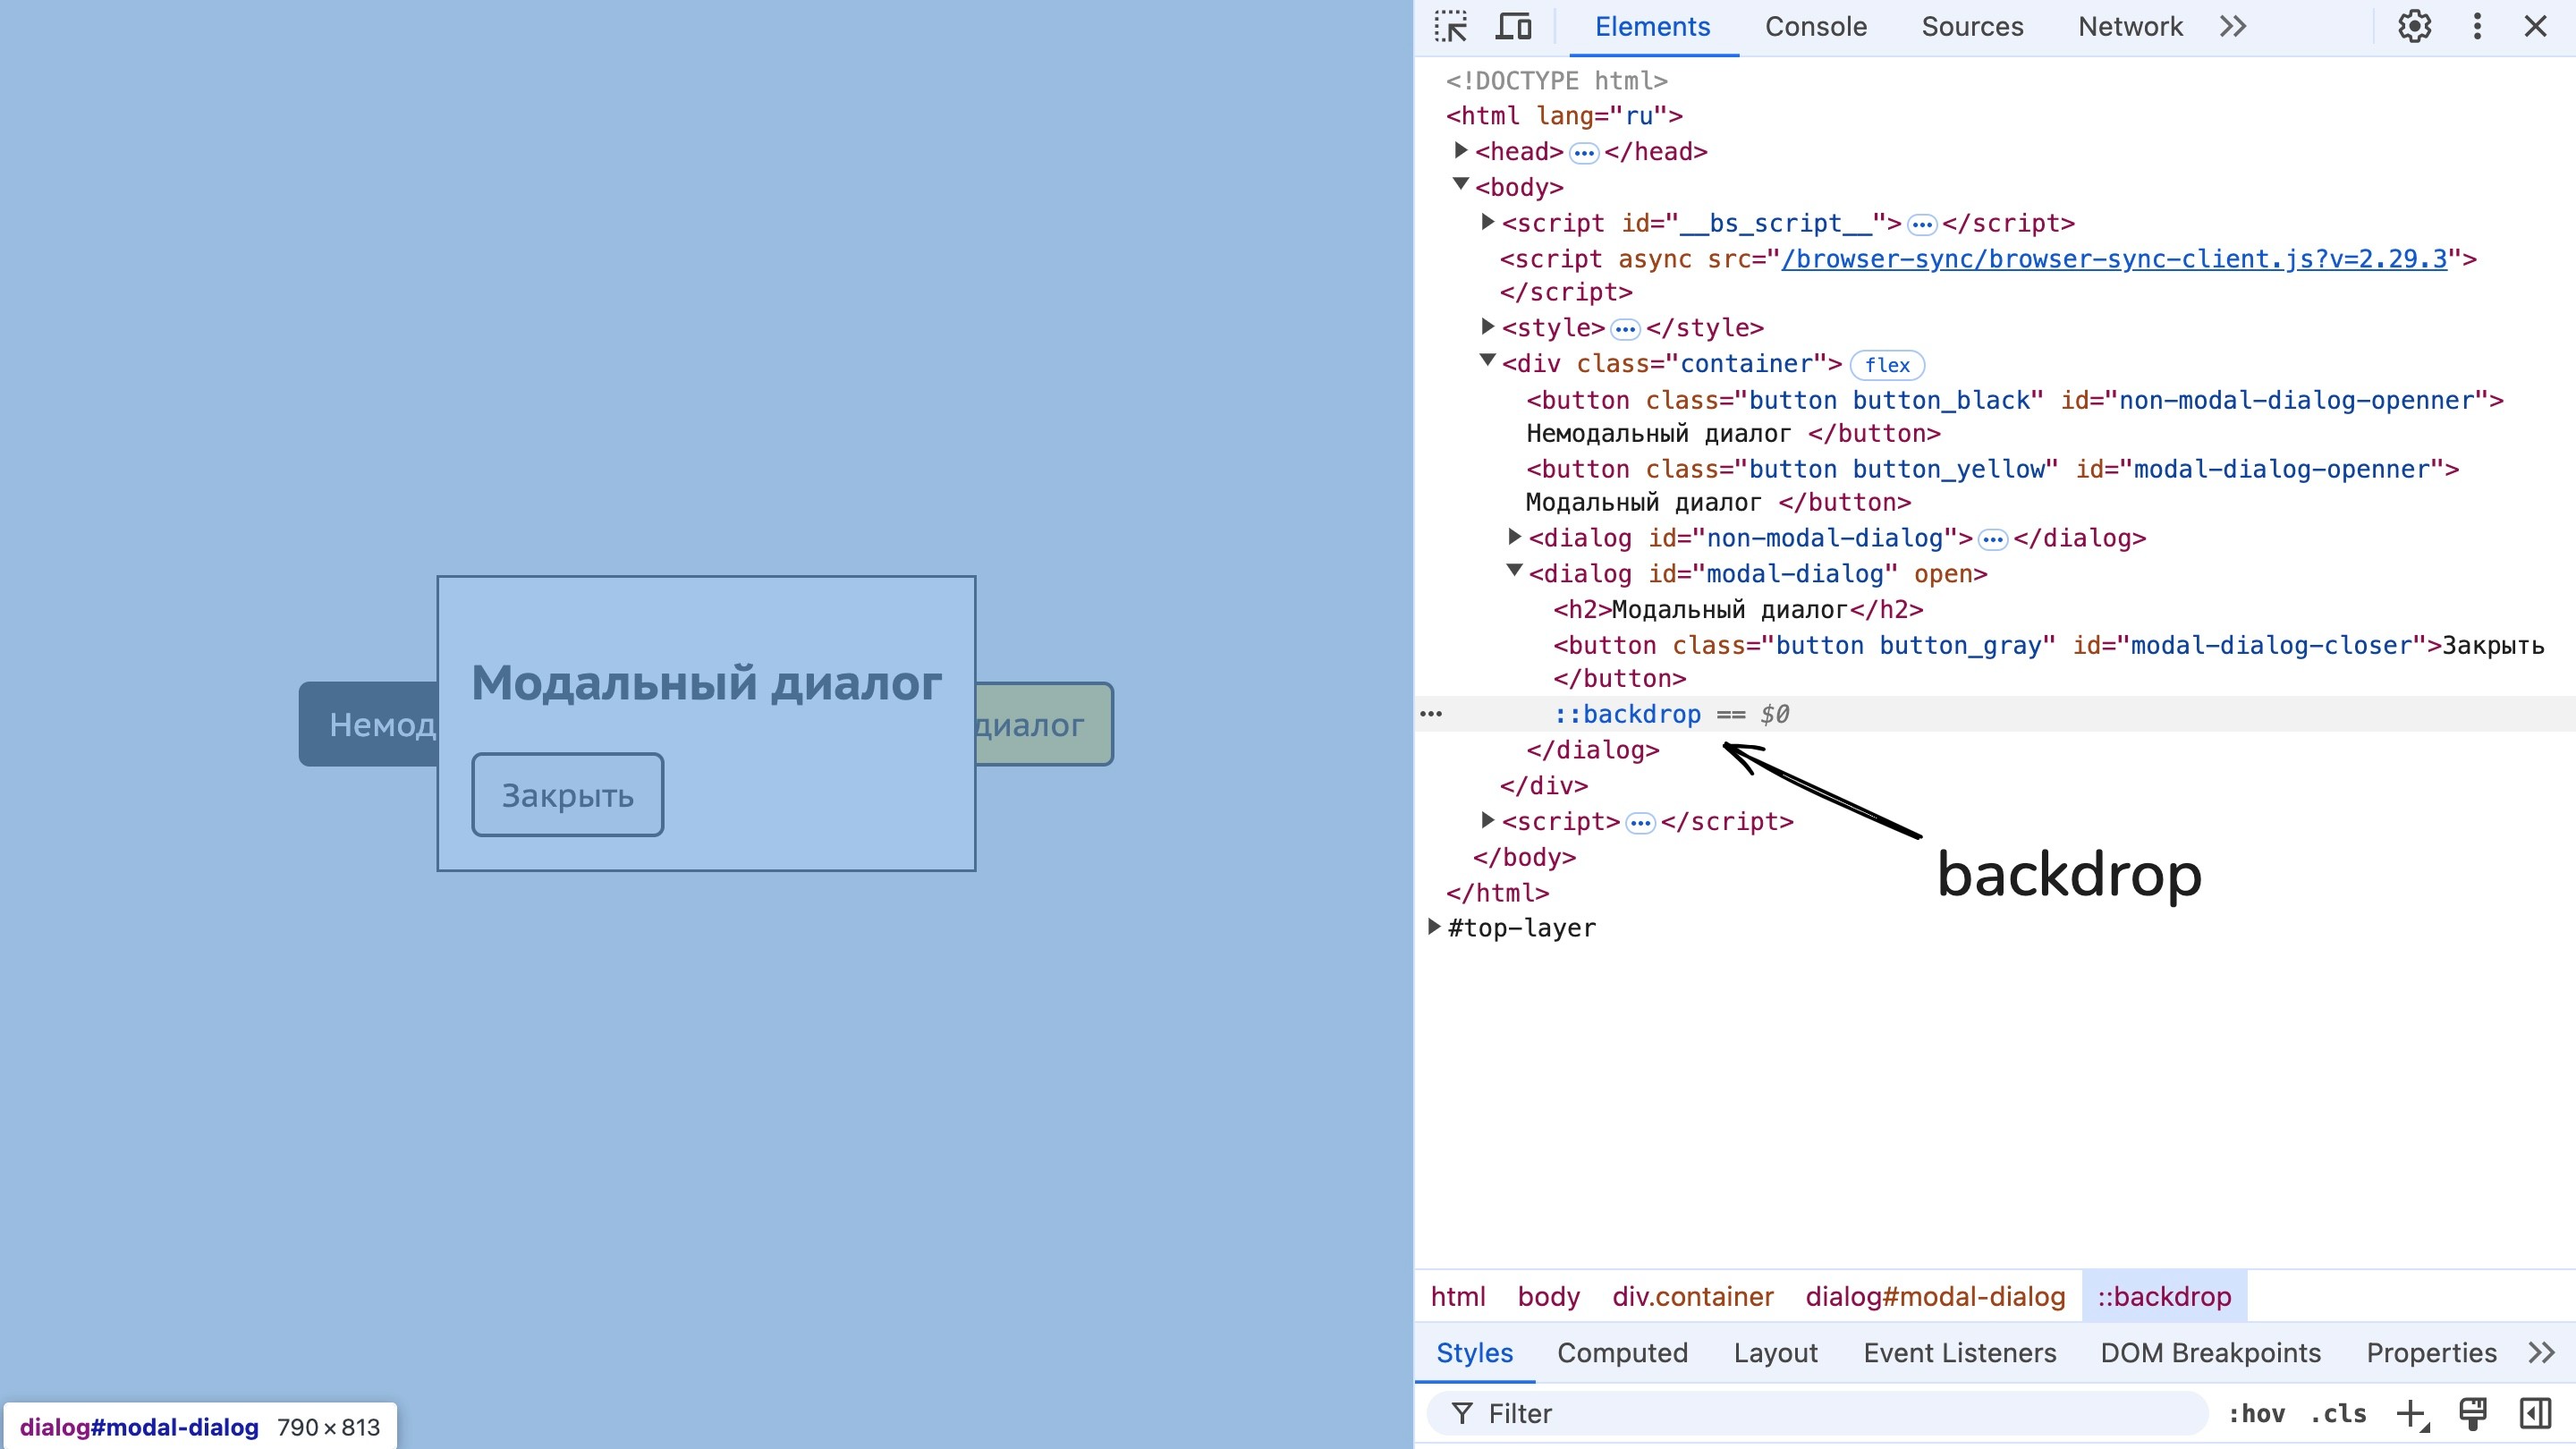 Немод
Модальный диалог
диалог
Закрыть
dialog#modal-dialog 790 × 813
Elements Console Sources Network
<!DOCTYPE html>
<html lang="ru">
<head> ••• </head>
<body>
<script id="__bs_script__"> ••• </script>
<script async src="/browser-sync/browser-sync-client.js?v=2.29.3">
</script>
<style> ••• </style>
<div class="container"> flex
<button class="button button_black" id="non-modal-dialog-openner">
Немодальный диалог </button>
<button class="button button_yellow" id="modal-dialog-openner">
Модальный диалог </button>
<dialog id="non-modal-dialog"> ••• </dialog>
<dialog id="modal-dialog" open>
<h2>Модальный диалог</h2>
<button class="button button_gray" id="modal-dialog-closer">Закрыть
</button>
::backdrop == $0
</dialog>
</div>
<script> ••• </script>
</body>
</html>
#top-layer
backdrop
html body div.container dialog#modal-dialog ::backdrop
Styles Computed Layout Event Listeners DOM Breakpoints Properties
Filter :hov .cls